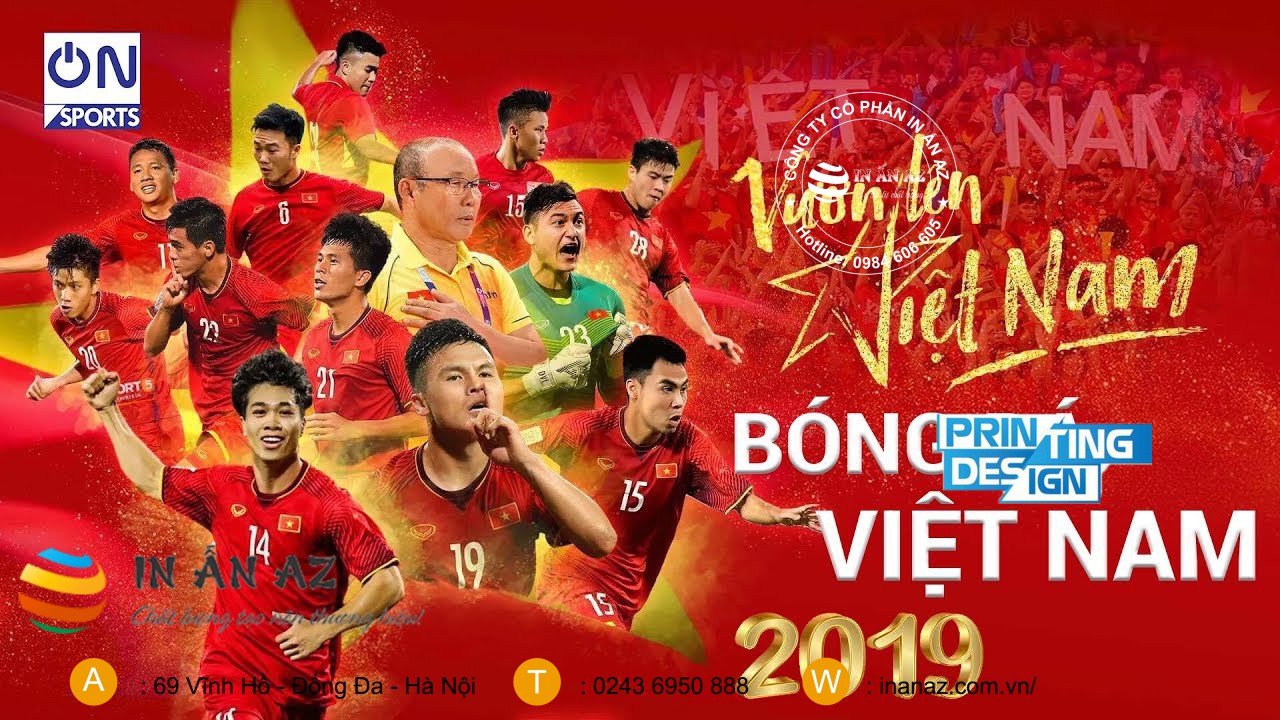 ON
SPORTS
VIỆT NAM
CÔNG TY CỔ PHẦN IN ẤN AZ
IN ẤN AZ
Hotline: 0984 606 605
Vươn lên
Việt Nam
6
15
28
23
20
21
23
14
19
15
15
BÓNG
PRINTING
DESIGN
VIỆT NAM
2019
IN ẤN AZ
Chất lượng tạo nên thương hiệu!
A : 69 Vĩnh Hồ - Đống Đa - Hà Nội T : 0243 6950 888 W : inanaz.com.vn/